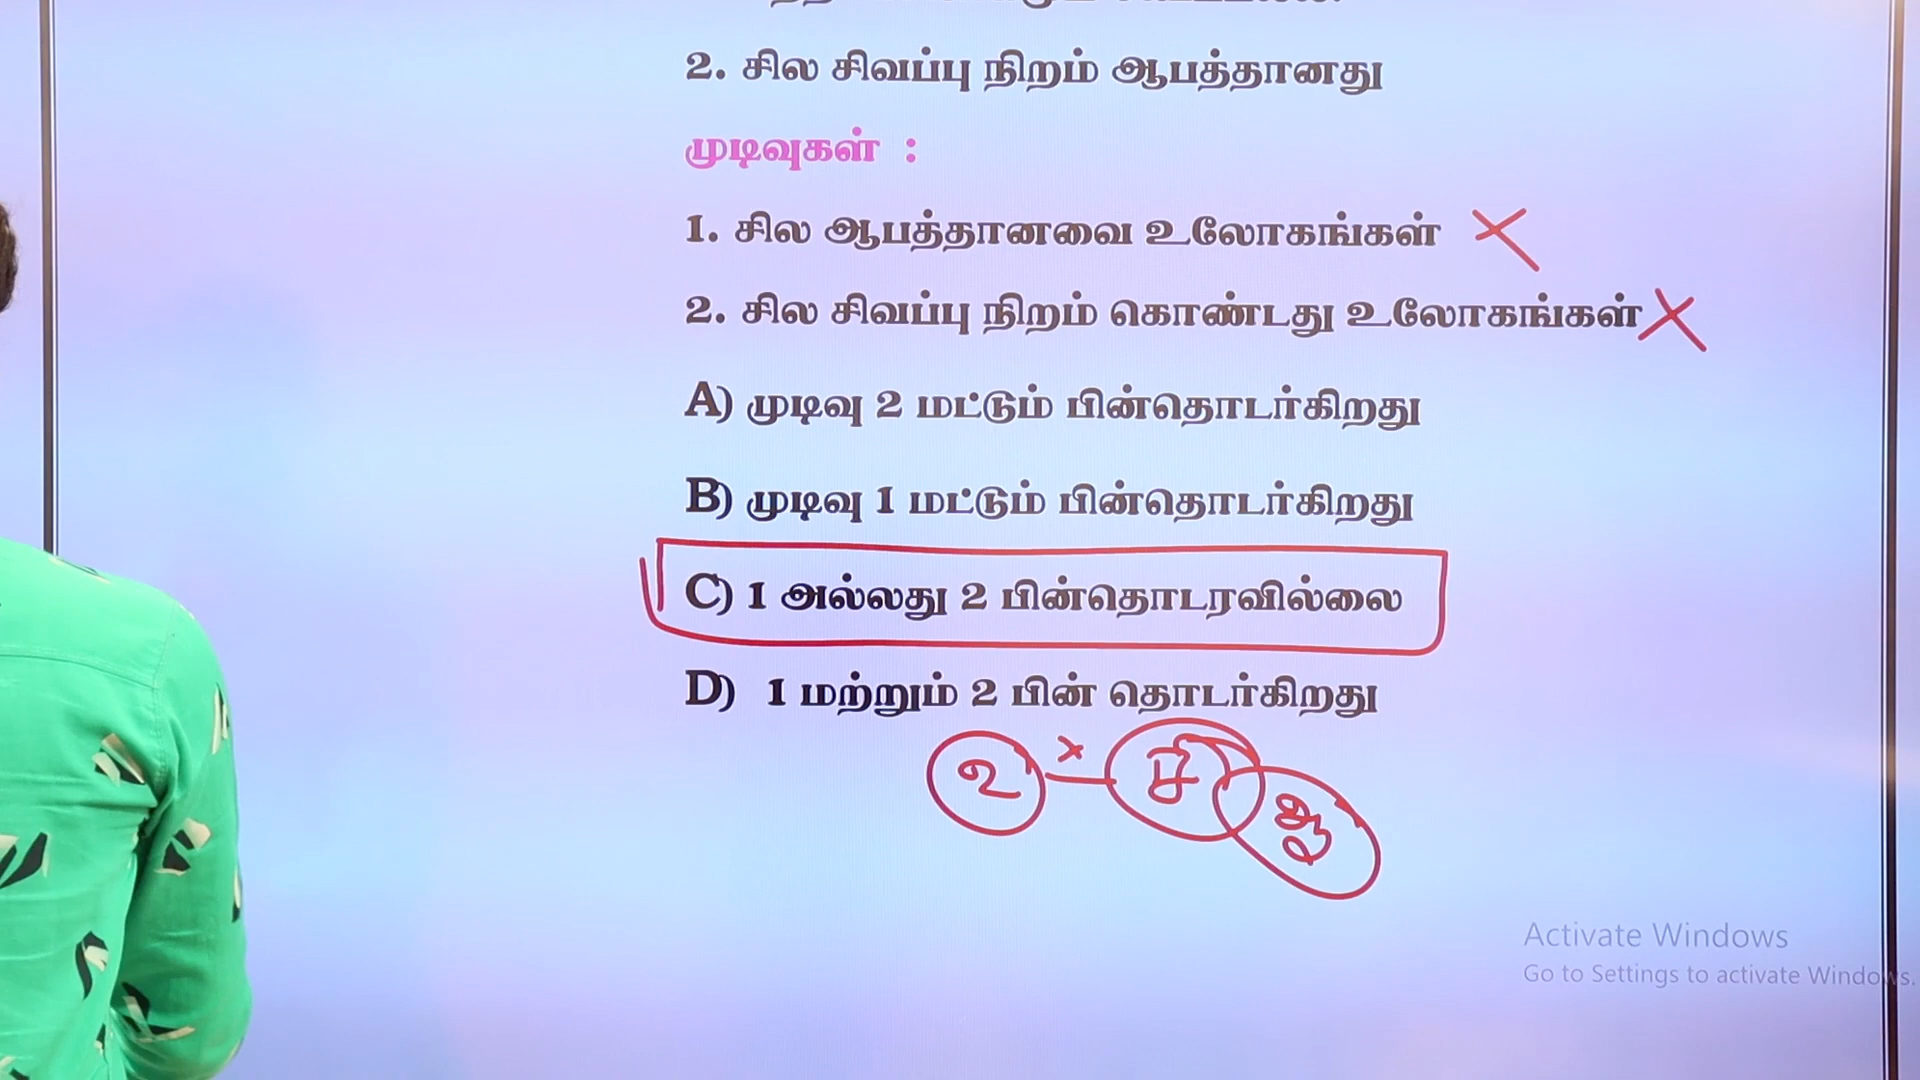 2. சில சிவப்பு நிறம் ஆபத்தானது
முடிவுகள் :
1. சில ஆபத்தானவை உலோகங்கள்
2. சில சிவப்பு நிறம் கொண்டது உலோகங்கள்
A) முடிவு 2 மட்டும் பின்தொடர்கிறது
B) முடிவு 1 மட்டும் பின்தொடர்கிறது
C) 1 அல்லது 2 பின்தொடரவில்லை
D) 1 மற்றும் 2 பின் தொடர்கிறது
உ
ஆ
Activate Windows
Go to Settings to activate Windows.